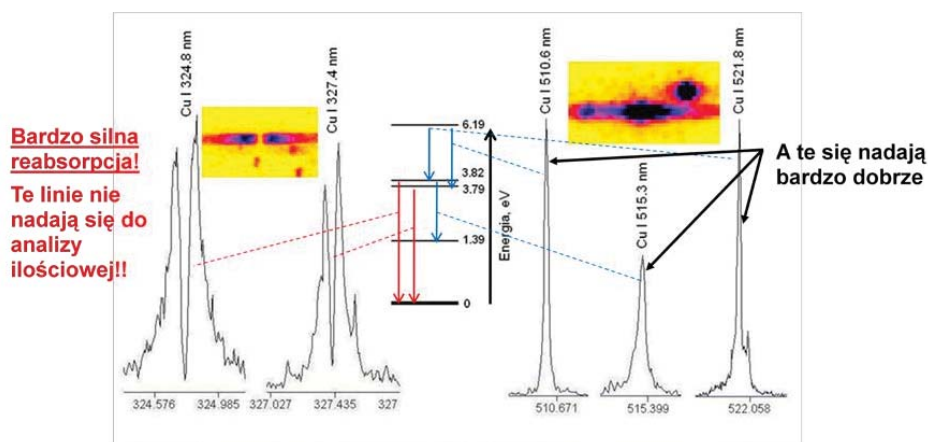 Bardzo silna
reabsorpcja!
Te linie nie
nadają się do
analizy
ilościowej!!
Cu I 324.8 nm
Cu I 327.4 nm
324.576
324.985
327.027
327.435
327
6.19
3.82
3.79
1.39
0
Energia, eV
Cu I 510.6 nm
Cu I 515.3 nm
Cu I 521.8 nm
510.671
515.399
522.058
A te się nadają
bardzo dobrze